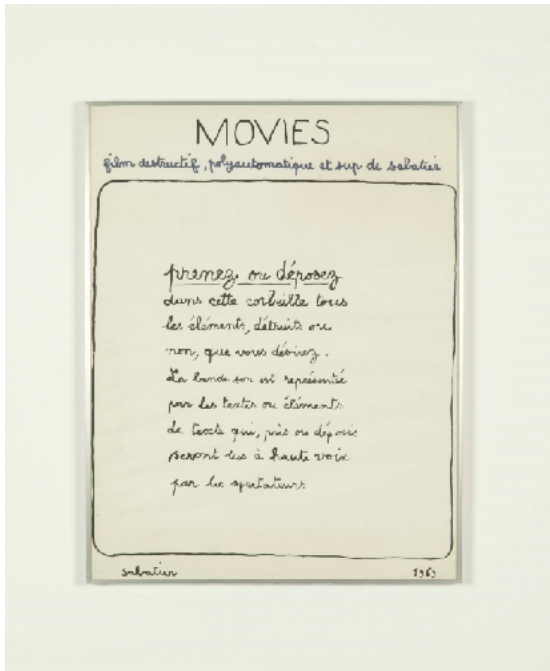 MOVIES
film destructif, polyautomatique et sup de sabatier
prenez ou déposez
dans cette corbeille tous
les éléments, détruits ou
non, que vous désirez.
La bande son est représentée
par les textes ou éléments
de texte qui, pris ou déposés
seront lus à haute voix
par les spectateurs
sabatier
1969